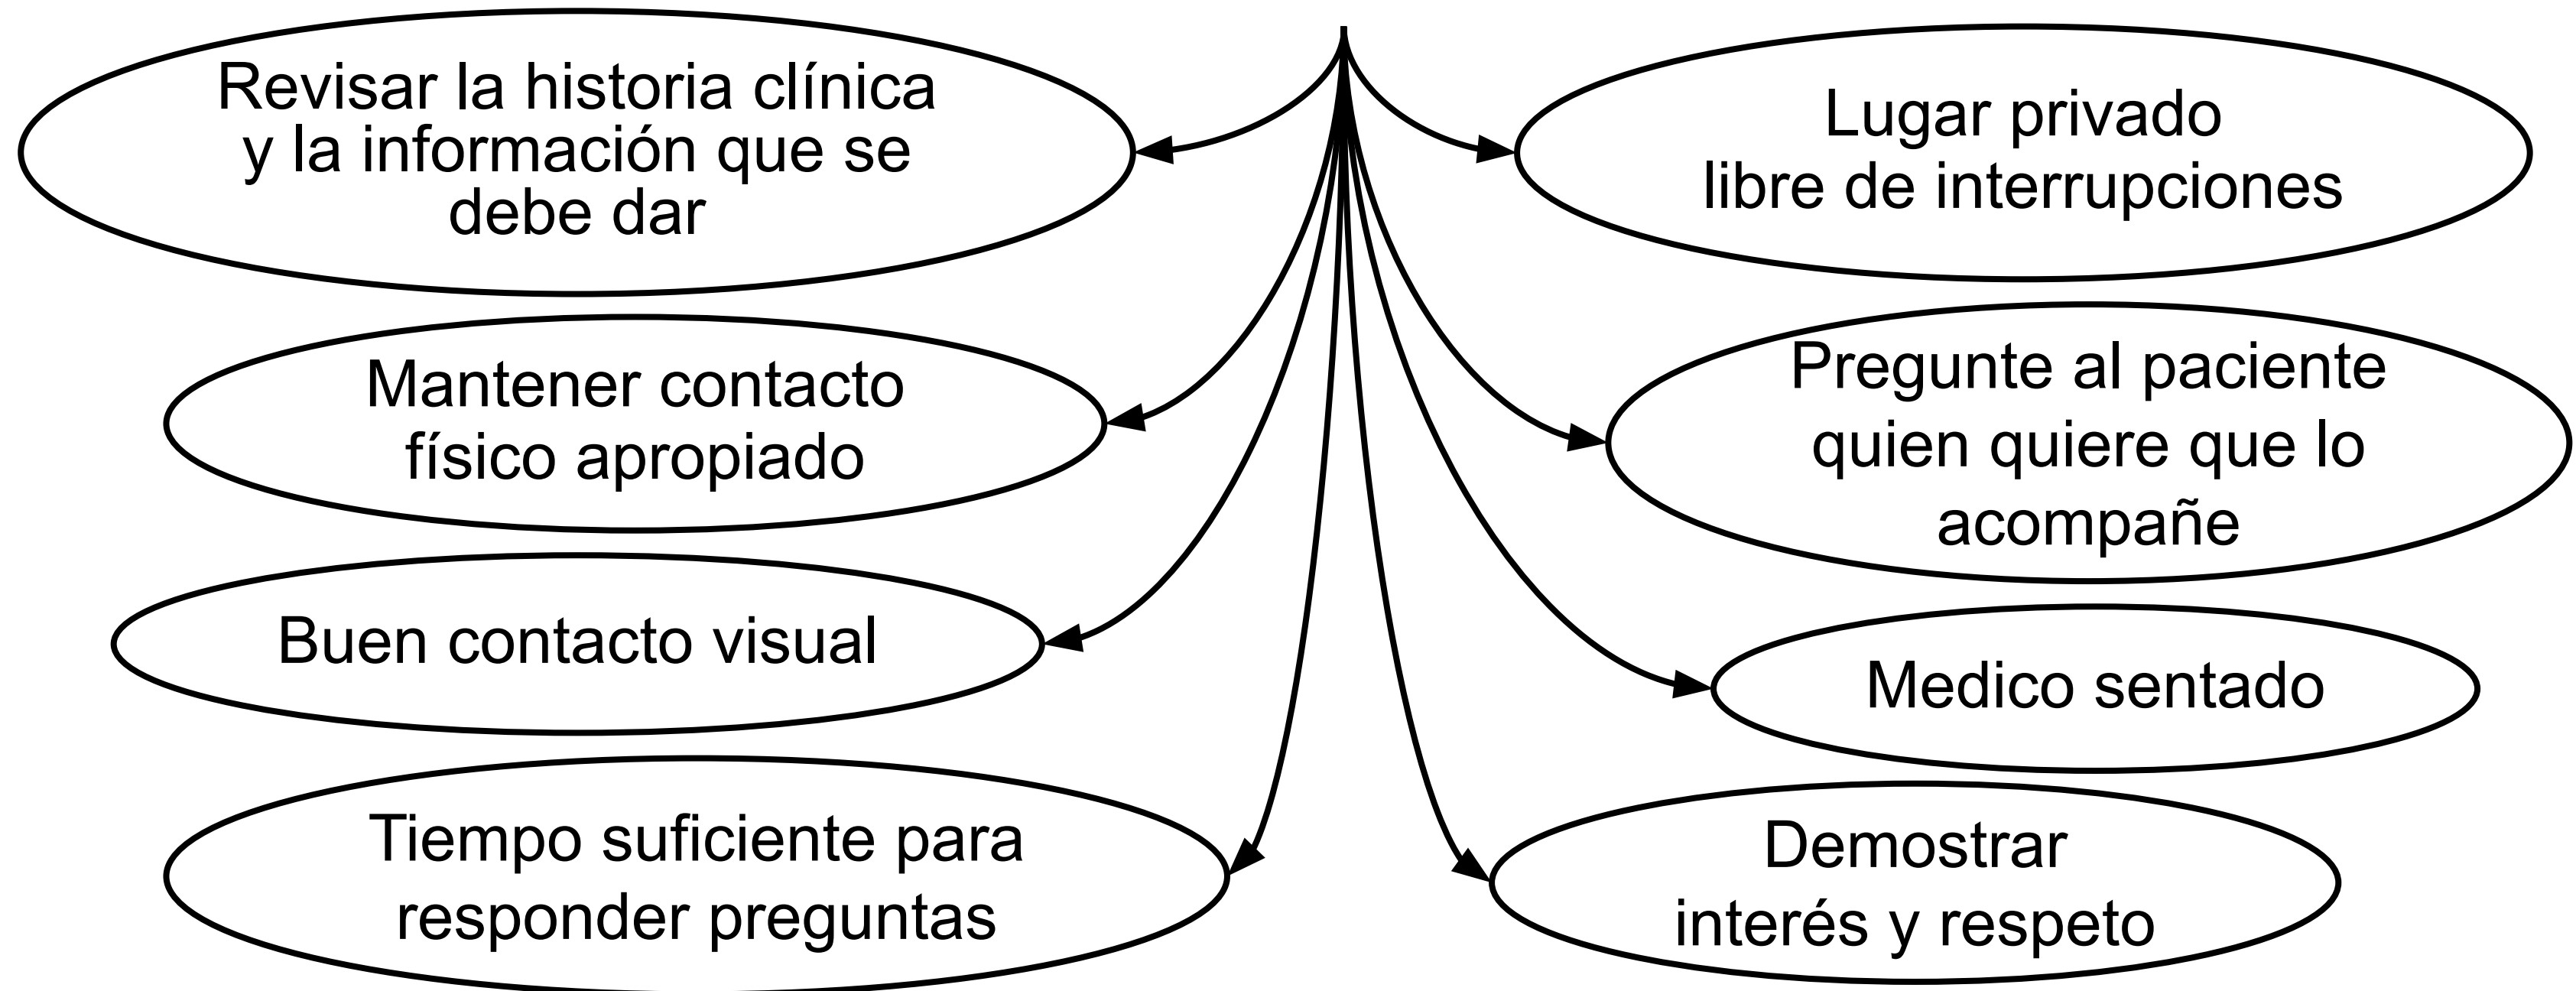 Revisar la historia clínica
y la información que se
debe dar
Lugar privado
libre de interrupciones
Mantener contacto
físico apropiado
Pregunte al paciente
quien quiere que lo
acompañe
Buen contacto visual
Medico sentado
Tiempo suficiente para
responder preguntas
Demostrar
interés y respeto